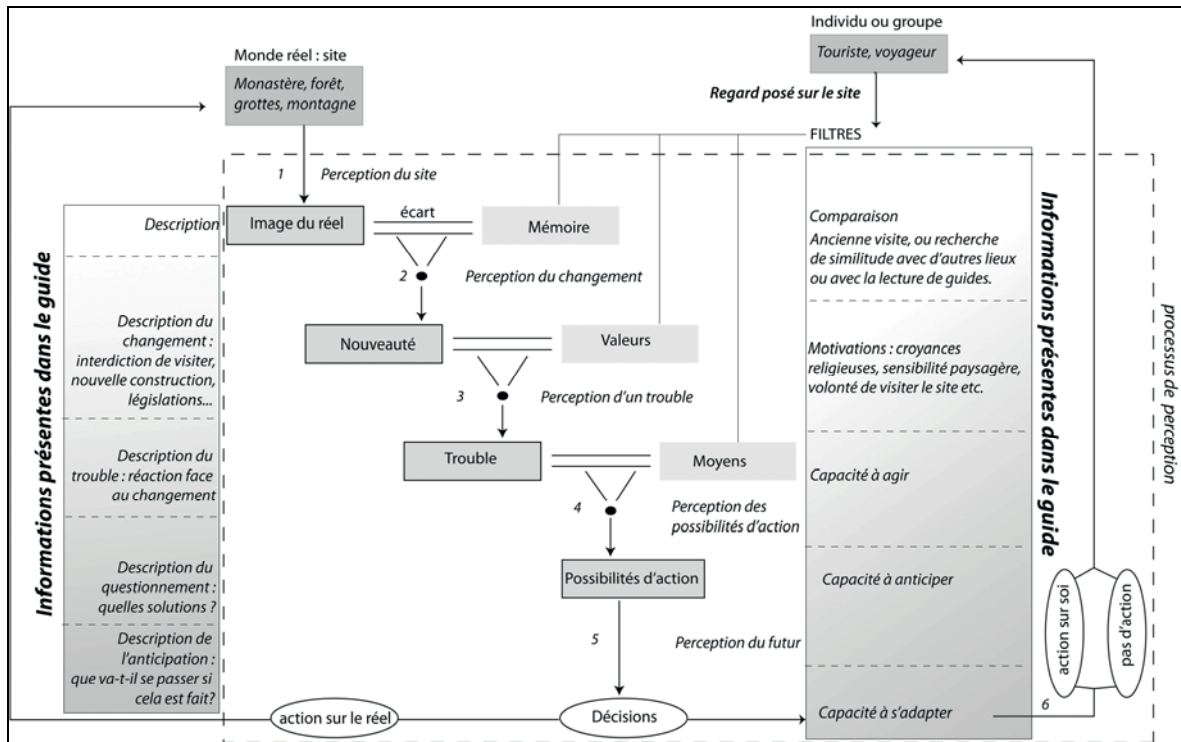 Individu ou groupe
Touriste, voyageur
Monde réel : site
Monastère, forêt,
grottes, montagne
Regard posé sur le site
FILTRES
1 Perception du site
Description
Image du réel
écart
Mémoire
Comparaison
Ancienne visite, ou recherche
de similitude avec d'autres lieux
ou avec la lecture de guides.
2 Perception du changement
Description du
changement :
interdiction de visiter,
nouvelle construction,
législations...
Nouveauté
Valeurs
Motivations : croyances
religieuses, sensibilité paysagère,
volonté de visiter le site etc.
3 Perception d'un trouble
Description du
trouble : réaction face
au changement
Trouble
Moyens
Capacité à agir
4 Perception des
possibilités d'action
Description du
questionnement :
quelles solutions ?
Possibilités d'action
Capacité à anticiper
5 Perception du futur
Description de
l'anticipation :
que va-t-il se passer si
cela est fait?
action sur le réel
Décisions
Capacité à s'adapter
6
action sur soi
pas d'action
Informations présentes dans le guide
Informations présentes dans le guide
processus de perception